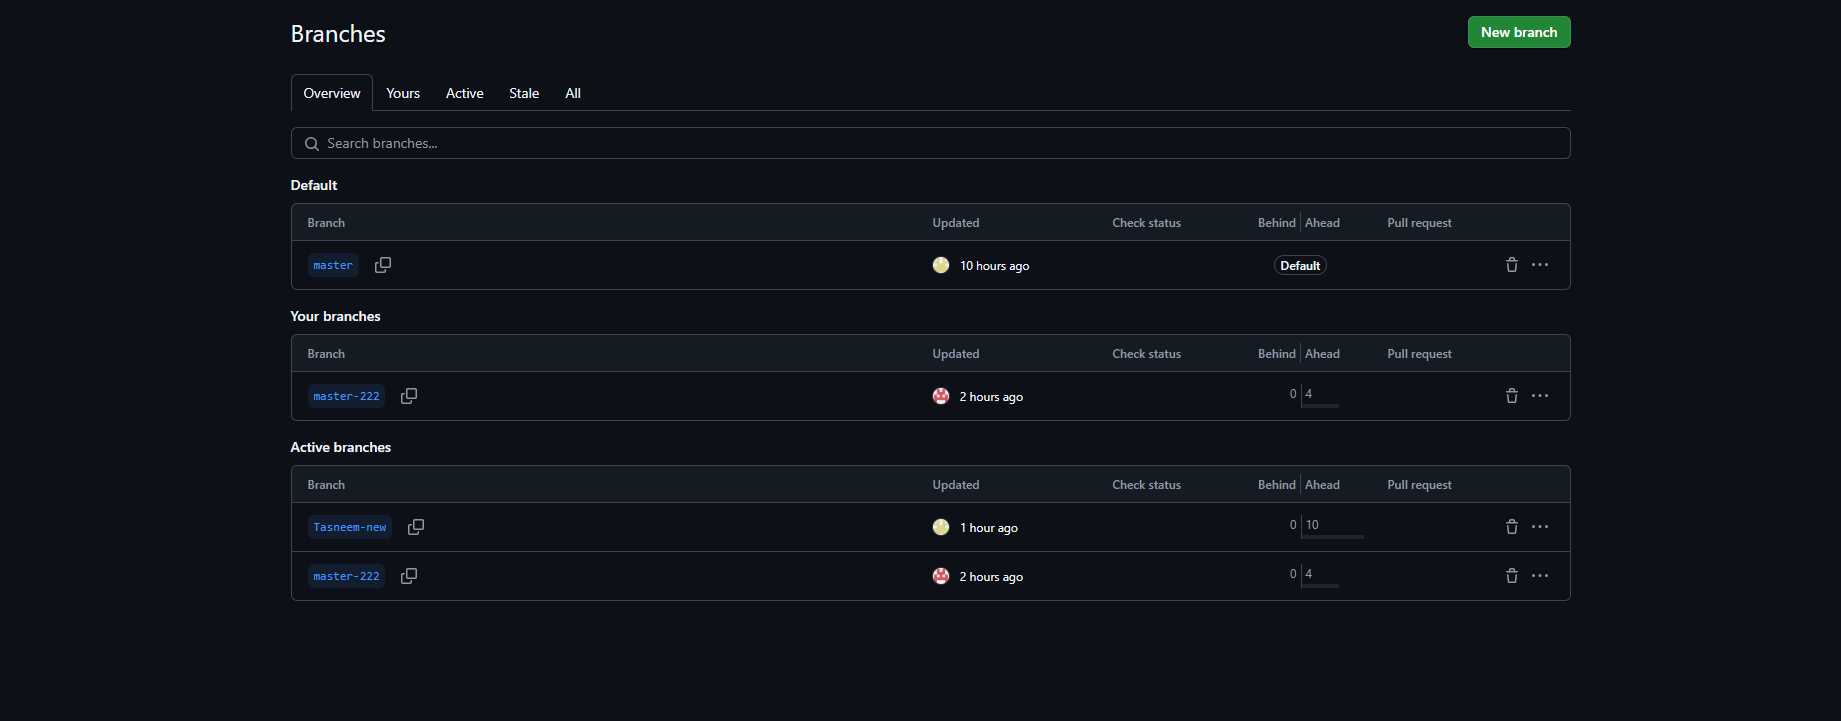 Branches
New branch
Overview Yours Active Stale All
Search branches...
Default
Branch Updated Check status Behind Ahead Pull request
master 10 hours ago Default
Your branches
Branch Updated Check status Behind Ahead Pull request
master-222 2 hours ago 0 4
Active branches
Branch Updated Check status Behind Ahead Pull request
Tasneem-new 1 hour ago 0 10
master-222 2 hours ago 0 4